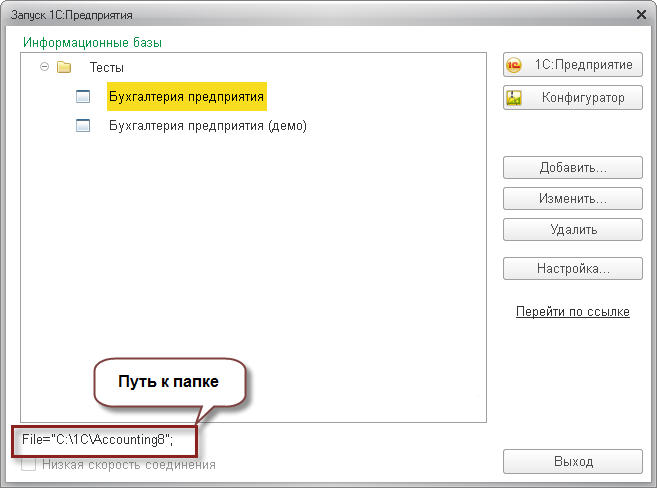 Запуск 1С:Предприятия
Информационные базы
Тесты
Бухгалтерия предприятия
Бухгалтерия предприятия (демо)
1С:Предприятие
Конфигуратор
Добавить...
Изменить...
Удалить
Настройка...
Перейти по ссылке
Путь к папке
File="C:\1C\Accounting8";
Низкая скорость соединения
Выход